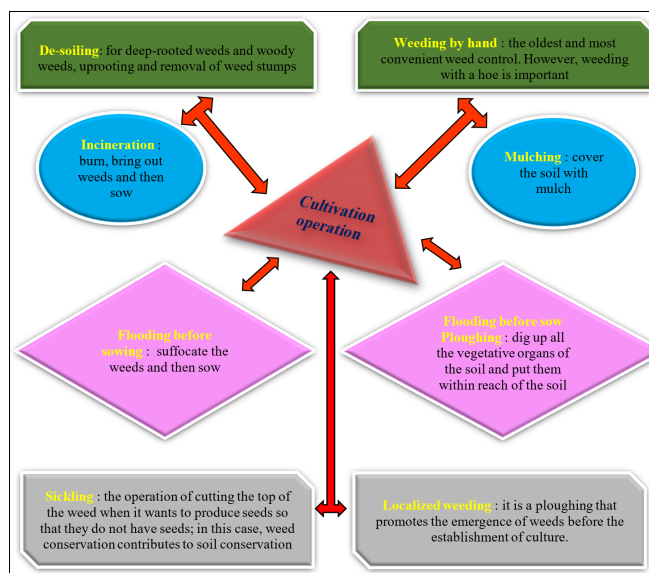 De-soiling: for deep-rooted weeds and woody
weeds, uprooting and removal of weed stumps
Weeding by hand : the oldest and most
convenient weed control. However, weeding
with a hoe is important
Incineration :
burn, bring out
weeds and then
sow
Mulching : cover
the soil with
mulch
Cultivation
operation
Flooding before
sowing : suffocate the
weeds and then sow
Flooding before sow
Ploughing : dig up all
the vegetative organs of
the soil and put them
within reach of the soil
Sickling : the operation of cutting the top of
the weed when it wants to produce seeds so
that they do not have seeds; in this case, weed
conservation contributes to soil conservation
Localized weeding : it is a ploughing that
promotes the emergence of weeds before the
establishment of culture.